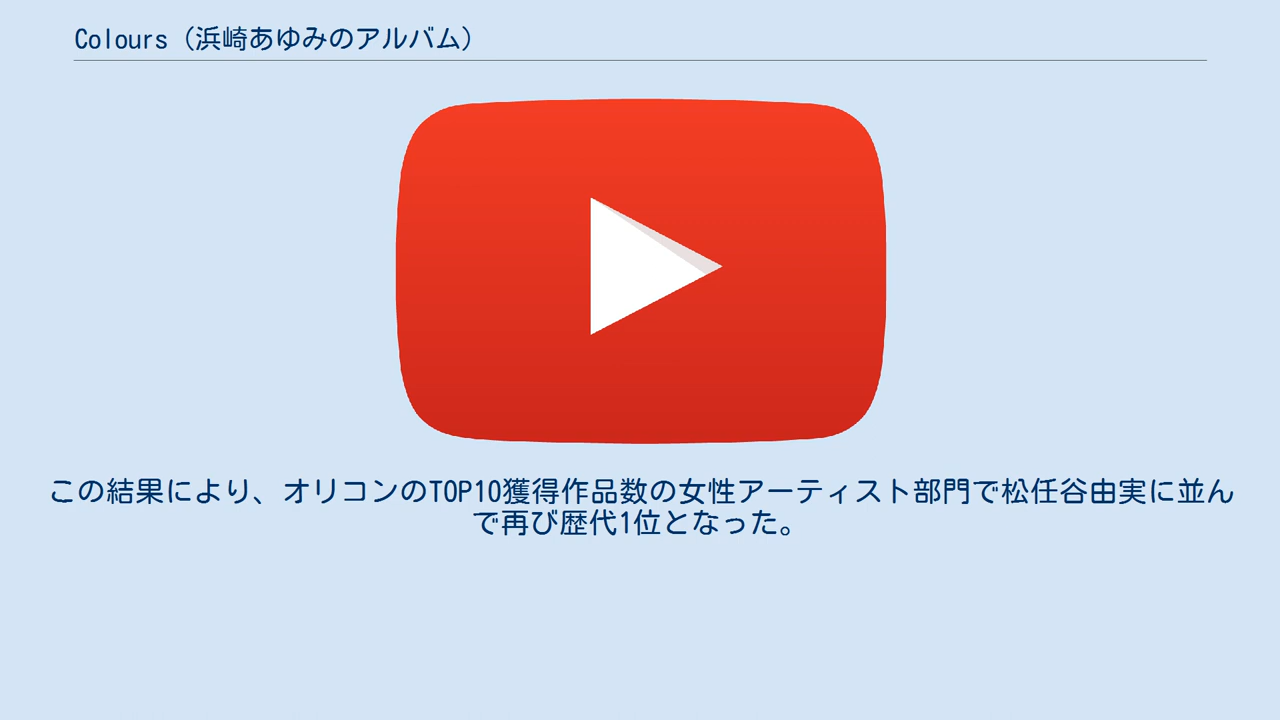 Colours（浜崎あゆみのアルバム）
この結果により、オリコンのTOP10獲得作品数の女性アーティスト部門で松任谷由実に並ん
で再び歴代1位となった。